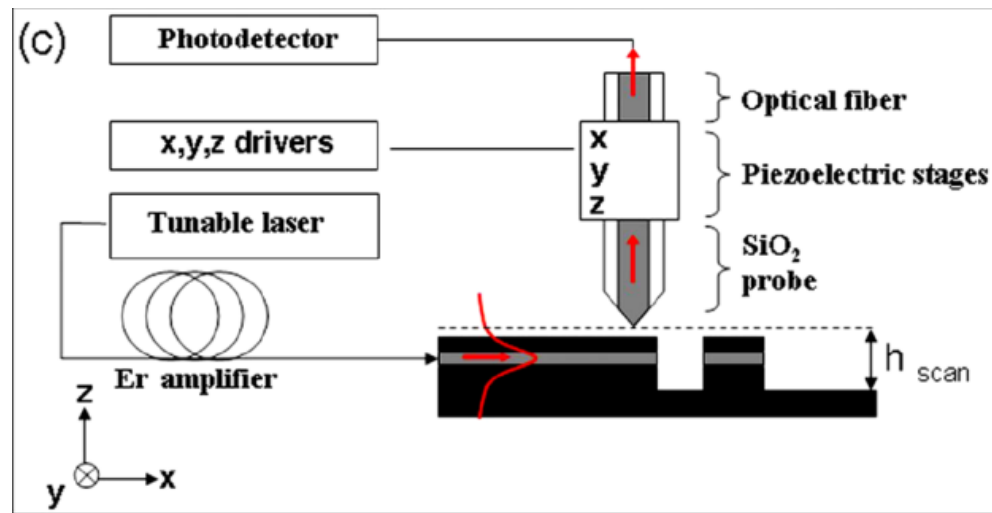 (c)
Photodetector
x,y,z drivers
Tunable laser
Er amplifier
x
y
z
Optical fiber
Piezoelectric stages
SiO₂
probe
h scan
z
y
x